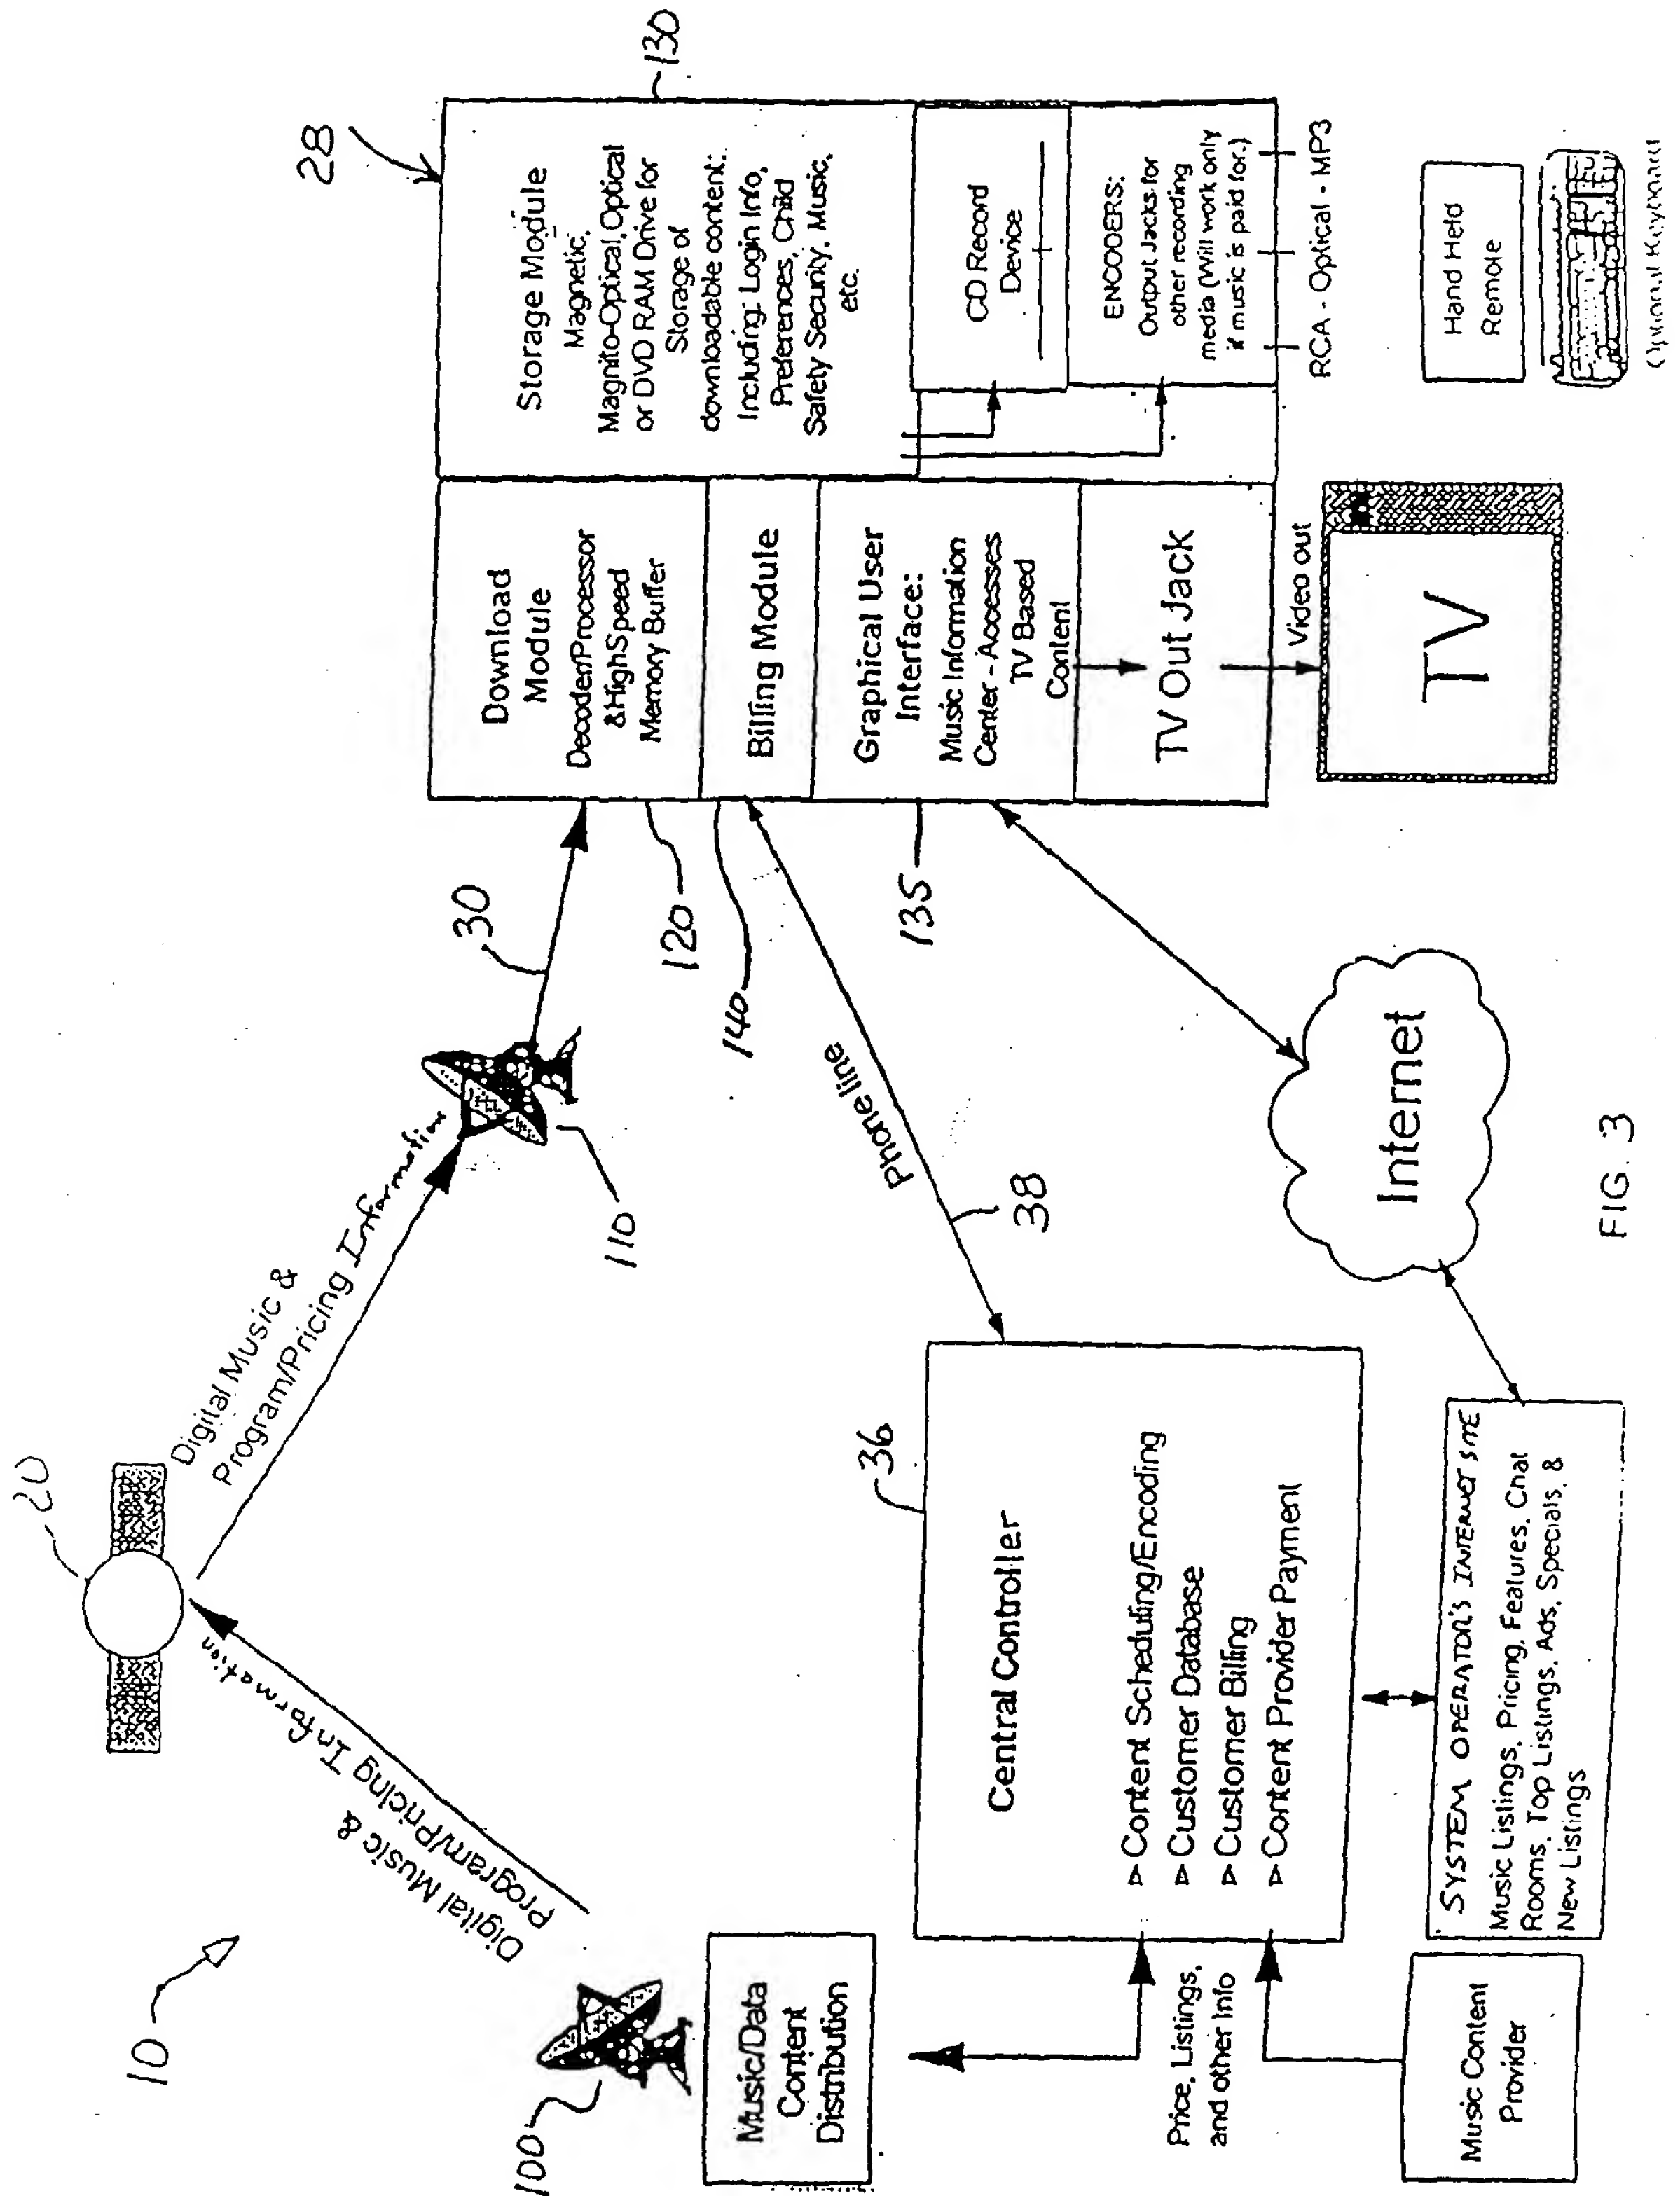 10
20
Digital Music &
Program/Pricing Information
Digital Music &
Program/Pricing Information
100
110
30
28
130
Music/Data
Content
Distribution
Download
Module
Decoder/Processor
&HighSpeed
Memory Buffer
120
140
Billing Module
Graphical User
Interface:
Music Information
Center - Accesses
TV Based
Content
135
TV Out Jack
Video out
TV
Storage Module
Magnetic,
Magnito-Optical, Optical
or DVD RAM Drive for
Storage of
downloadable content:
Including: Login Info,
Preferences, Child
Safety Security, Music,
etc.
CD Record
Device
ENCODERS:
Output Jacks for
other recording
media (Will work only
if music is paid for.)
RCA - Optical - MP3
Hand Held
Remote
Optional Keyboard
Phone line
38
36
Central Controller
▹ Content Scheduling/Encoding
▹ Customer Database
▹ Customer Billing
▹ Content Provider Payment
Price, Listings,
and other Info
Music Content
Provider
SYSTEM OPERATOR'S INTERNET SITE
Music Listings, Pricing, Features, Chat
Rooms, Top Listings, Ads, Specials, &
New Listings
Internet
FIG. 3